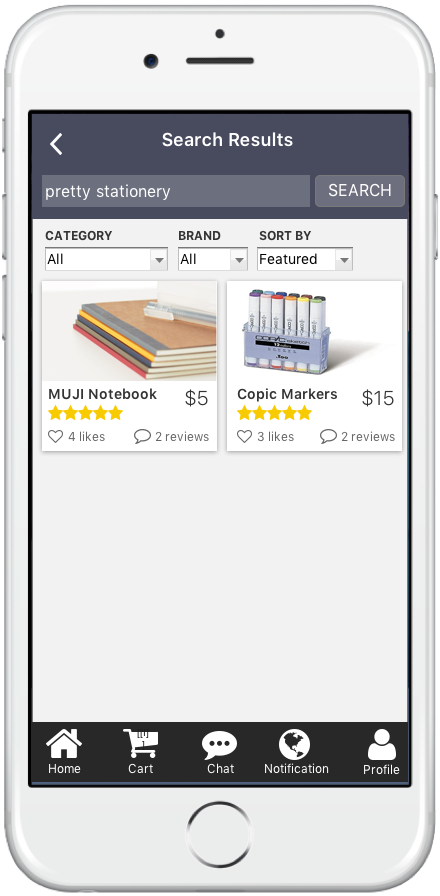 Search Results
pretty stationery
SEARCH
CATEGORY BRAND SORT BY
All All Featured
COPIC
MUJI Notebook $5
4 likes 2 reviews
Copic Markers $15
3 likes 2 reviews
Home Cart Chat Notification Profile